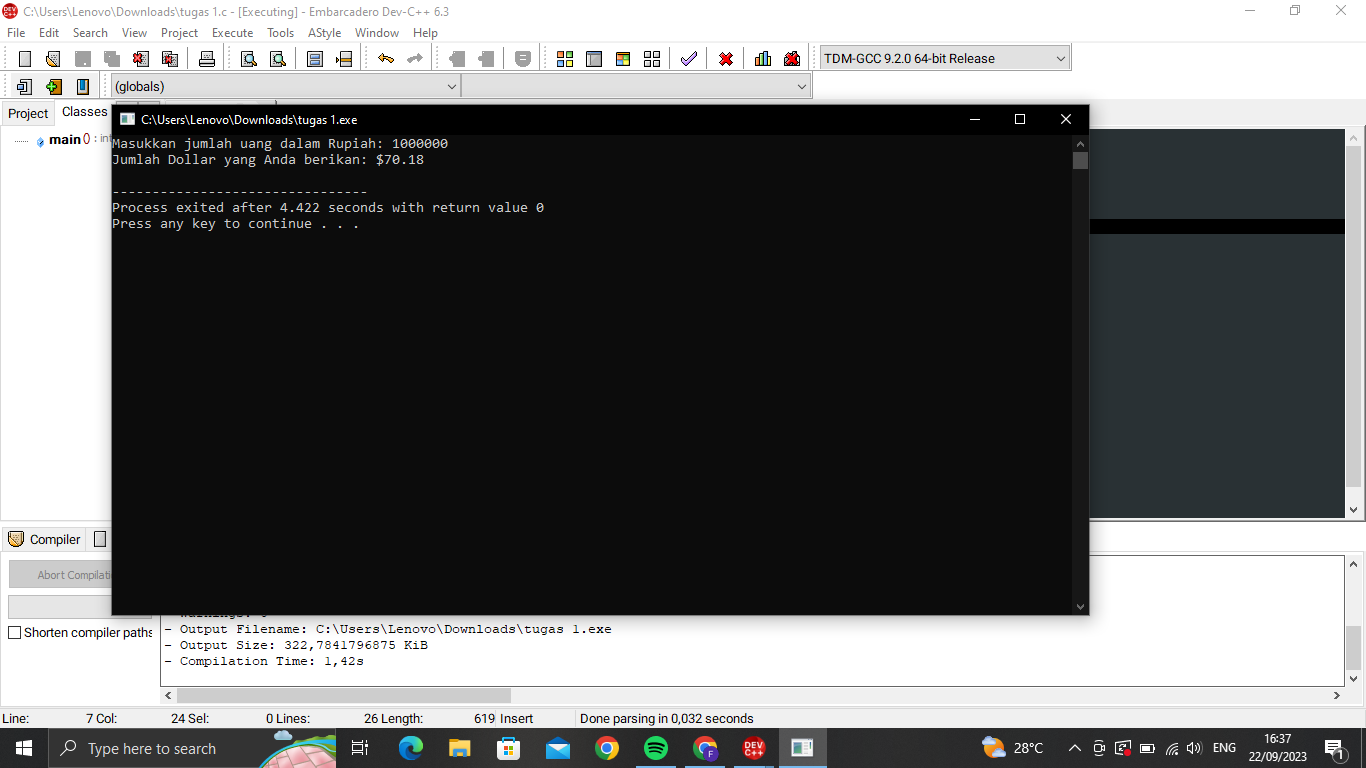 C:\Users\Lenovo\Downloads\tugas 1.c - [Executing] - Embarcadero Dev-C++ 6.3
File Edit Search View Project Execute Tools AStyle Window Help
TDM-GCC 9.2.0 64-bit Release
(globals)
Project Classes
main () : int
C:\Users\Lenovo\Downloads\tugas 1.exe
Masukkan jumlah uang dalam Rupiah: 1000000
Jumlah Dollar yang Anda berikan: $70.18
--------------------------------
Process exited after 4.422 seconds with return value 0
Press any key to continue . . .
Compiler
Abort Compilati
Shorten compiler paths
- Output Filename: C:\Users\Lenovo\Downloads\tugas 1.exe
- Output Size: 322,7841796875 KiB
- Compilation Time: 1,42s
Line: 7 Col: 24 Sel: 0 Lines: 26 Length: 619 Insert Done parsing in 0,032 seconds
Type here to search
DEV C++
28°C
ENG
16:37
22/09/2023
1